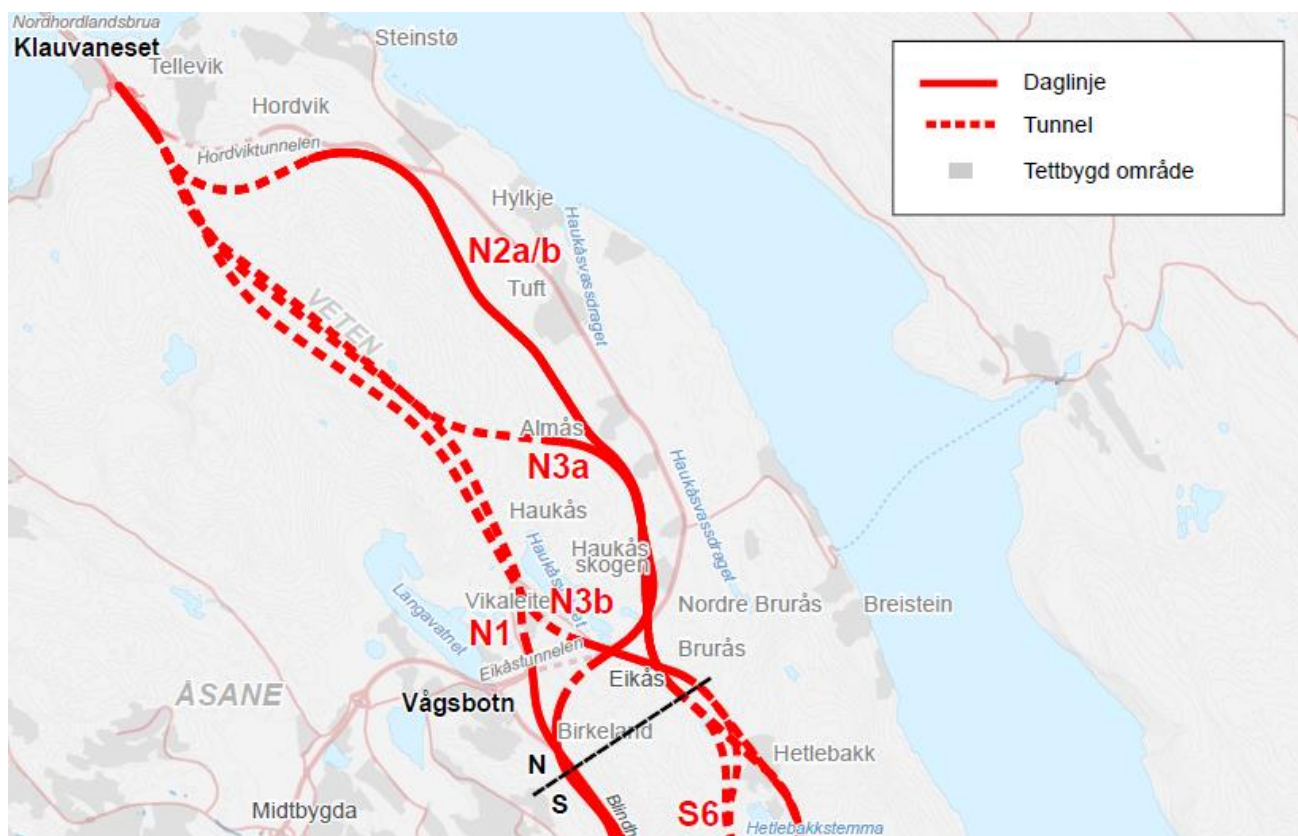 Nordhordlandsbrua
Klauvaneset
Tellevik
Steinstø
Hordvik
Hordviktunnelen
Daglinje
Tunnel
Tettbygd område
Hylkje
Haukåsvassdraget
N2a/b
Tuft
VETEN
Almås
N3a
Haukåsvassdraget
Haukås
Haukås
skogen
Vikaleitet
N3b
Nordre Brurås
Breistein
Langavatnet
N1
Eikåstunnelen
Brurås
Eikås
ÅSANE
Vågsbotn
Birkeland
Hetlebakk
N
S
Midtbygda
S6
Hetlebakkstemma